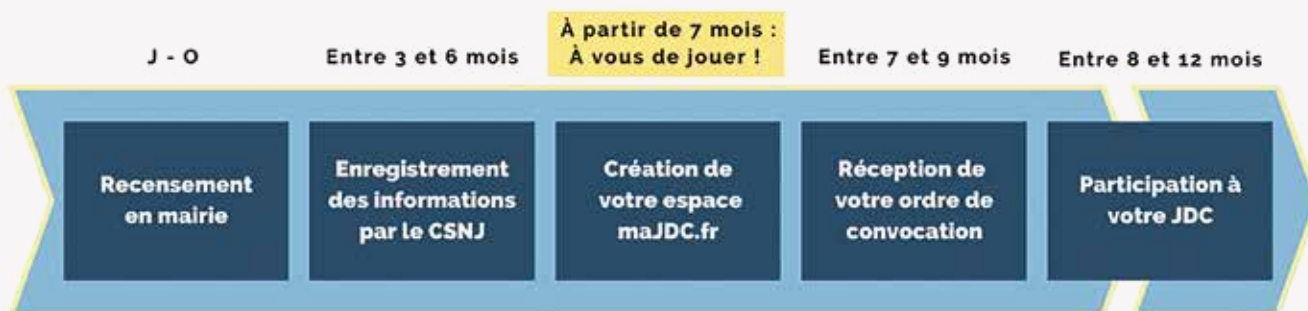 J - 0
Entre 3 et 6 mois
À partir de 7 mois :
À vous de jouer !
Entre 7 et 9 mois
Entre 8 et 12 mois
Recensement
en mairie
Enregistrement
des informations
par le CSNJ
Création de
votre espace
maJDC.fr
Réception de
votre ordre de
convocation
Participation à
votre JDC